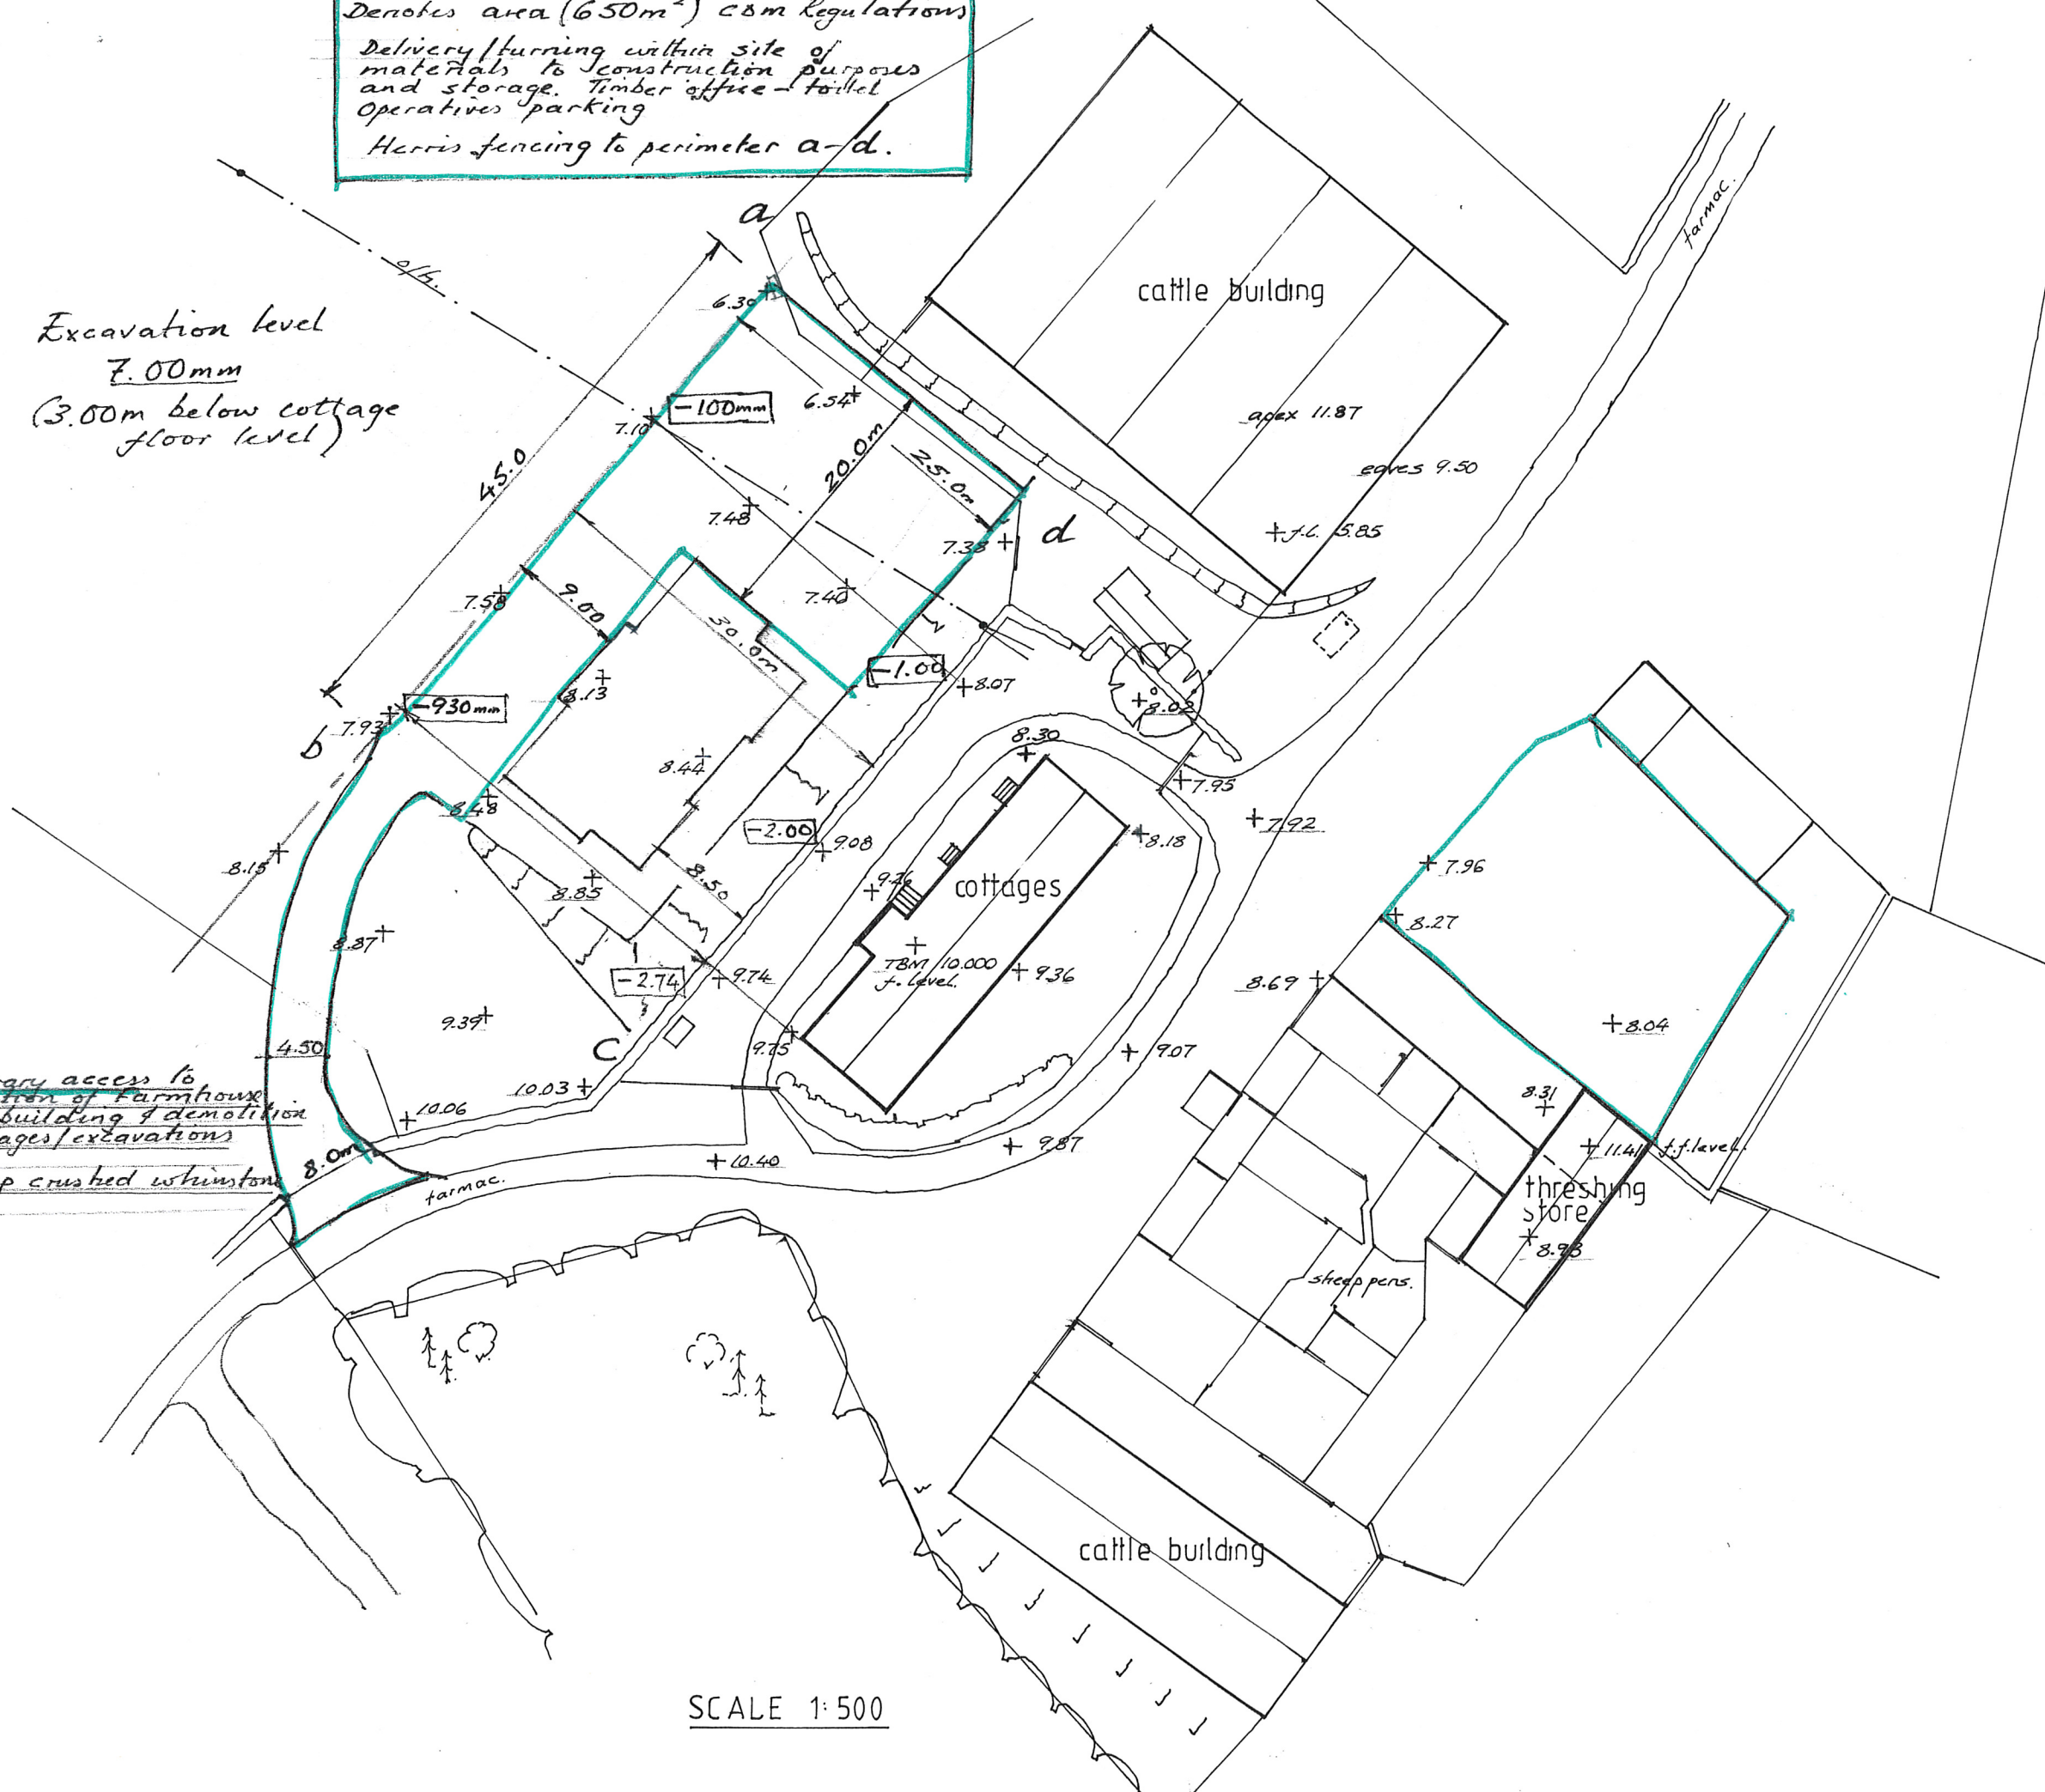 Denotes area (650m²) CDM Regulations
Delivery/turning within site of
materials to construction purposes
and storage. Timber office - toilet
Operatives parking
Herris fencing to perimeter a-d.
a
tarmac.
o/h.
cattle building
6.30
Excavation level
7.00mm
(3.00m below cottage
floor level)
-100mm
6.54
7.10
apex 11.87
20.0m
25.0m
45.0
eaves 9.50
7.48
f.l. 5.85
d
7.38
7.58
9.00
7.40
30.0m
-1.00
8.07
8.13
-930mm
7.93
b
8.02
8.30
8.44
7.95
8.48
-2.00
9.08
7.92
8.18
8.15
7.96
8.50
8.85
9.26
cottages
8.27
8.87
TBM 10.000
f. level.
9.36
-2.74
9.74
8.69
9.39
8.04
4.50
C
9.75
9.07
ary access to
tion of Farmhouse
building & demolition
ages/excavations
10.03
10.06
8.31
9.87
11.41 f.f.level.
8.0m
10.40
p crushed whinstone
tarmac.
threshing
store
8.93
sheep pens.
cattle building
SCALE 1:500